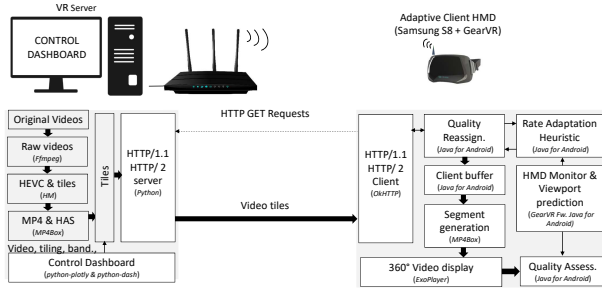 VR Server
CONTROL
DASHBOARD
Adaptive Client HMD
(Samsung S8 + GearVR)
Original Videos
Raw videos
(Ffmpeg)
HEVC & tiles
(HM)
MP4 & HAS
(MP4Box)
Video, tiling, band.,
Tiles
HTTP/1.1
HTTP/ 2
server
(Python)
Control Dashboard
(python-plotly & python-dash)
HTTP GET Requests
Video tiles
HTTP/1.1
HTTP/ 2
Client
(OkHTTP)
Quality
Reassign.
(Java for Android)
Client buffer
(Java for Android)
Segment
generation
(MP4Box)
360° Video display
(ExoPlayer)
Rate Adaptation
Heuristic
(Java for Android)
HMD Monitor &
Viewport
prediction
(GearVR Fw. Java for
Android)
Quality Assess.
(Java for Android)